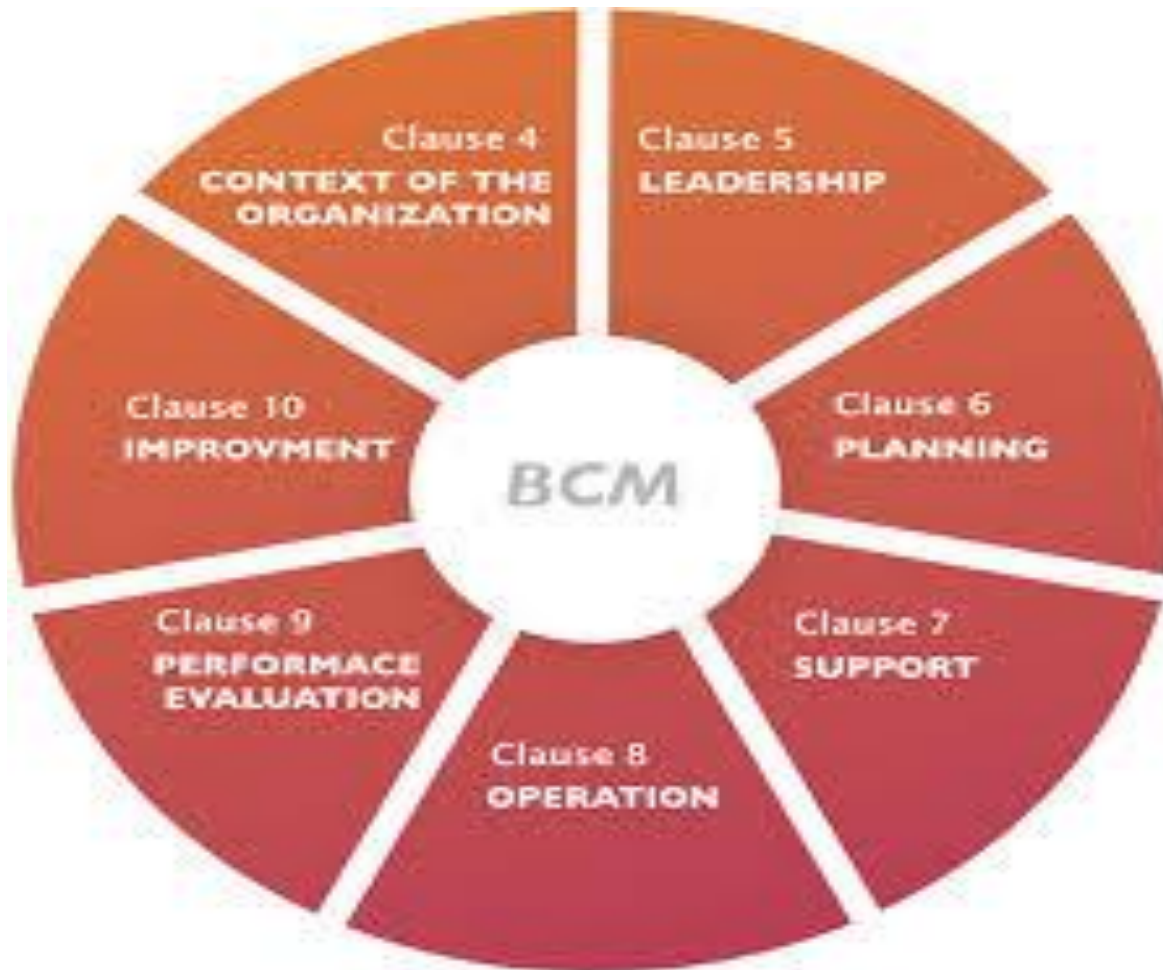 Clause 4
CONTEXT OF THE
ORGANIZATION
Clause 5
LEADERSHIP
Clause 6
PLANNING
Clause 7
SUPPORT
Clause 8
OPERATION
Clause 9
PERFORMACE
EVALUATION
Clause 10
IMPROVMENT
BCM